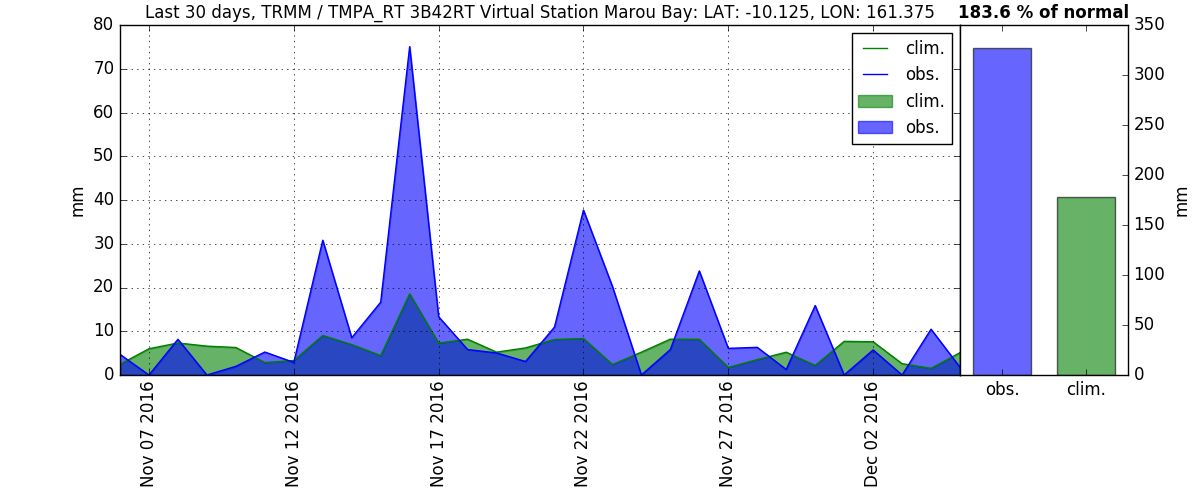 Last 30 days, TRMM / TMPA_RT 3B42RT Virtual Station Marou Bay: LAT: -10.125, LON: 161.375
183.6 % of normal
80
70
60
50
40
30
20
10
0
mm
clim.
obs.
clim.
obs.
Nov 07 2016
Nov 12 2016
Nov 17 2016
Nov 22 2016
Nov 27 2016
Dec 02 2016
350
300
250
200
150
100
50
0
mm
obs.
clim.